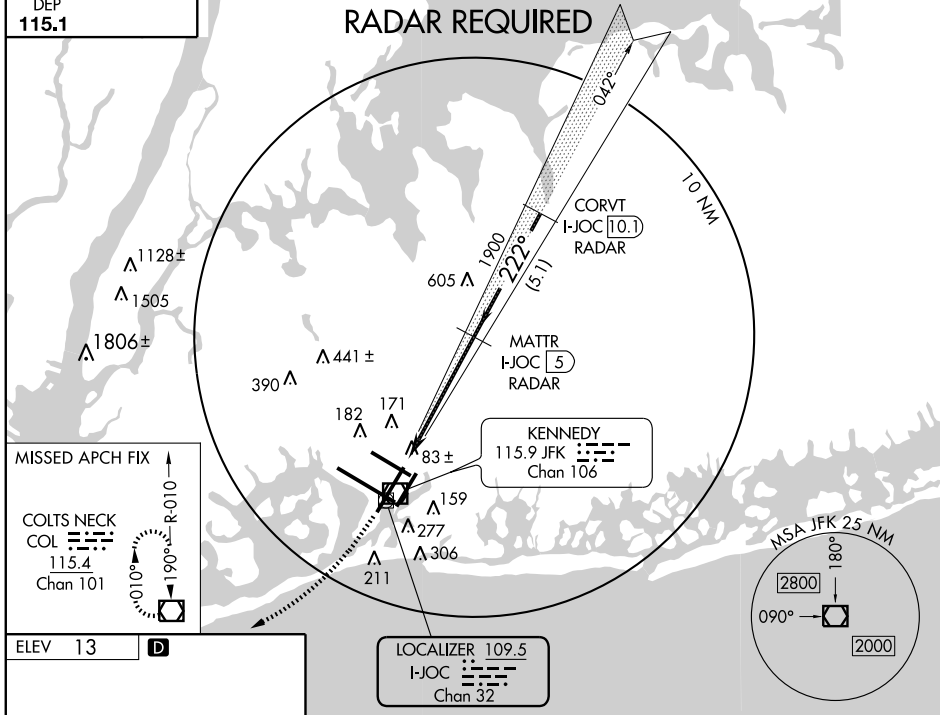 DEP
115.1
RADAR REQUIRED
042°
10 NM
CORVT
I-JOC 10.1
RADAR
1900
222°
(5.1)
605
1128±
1505
1806±
MATTR
I-JOC 5
RADAR
441±
390
182
171
83±
KENNEDY
115.9 JFK
Chan 106
159
277
306
211
MISSED APCH FIX
COLTS NECK
COL
115.4
Chan 101
R-010
190°
010°
MSA JFK 25 NM
180°
2800
090°
2000
ELEV 13
D
LOCALIZER 109.5
I-JOC
Chan 32